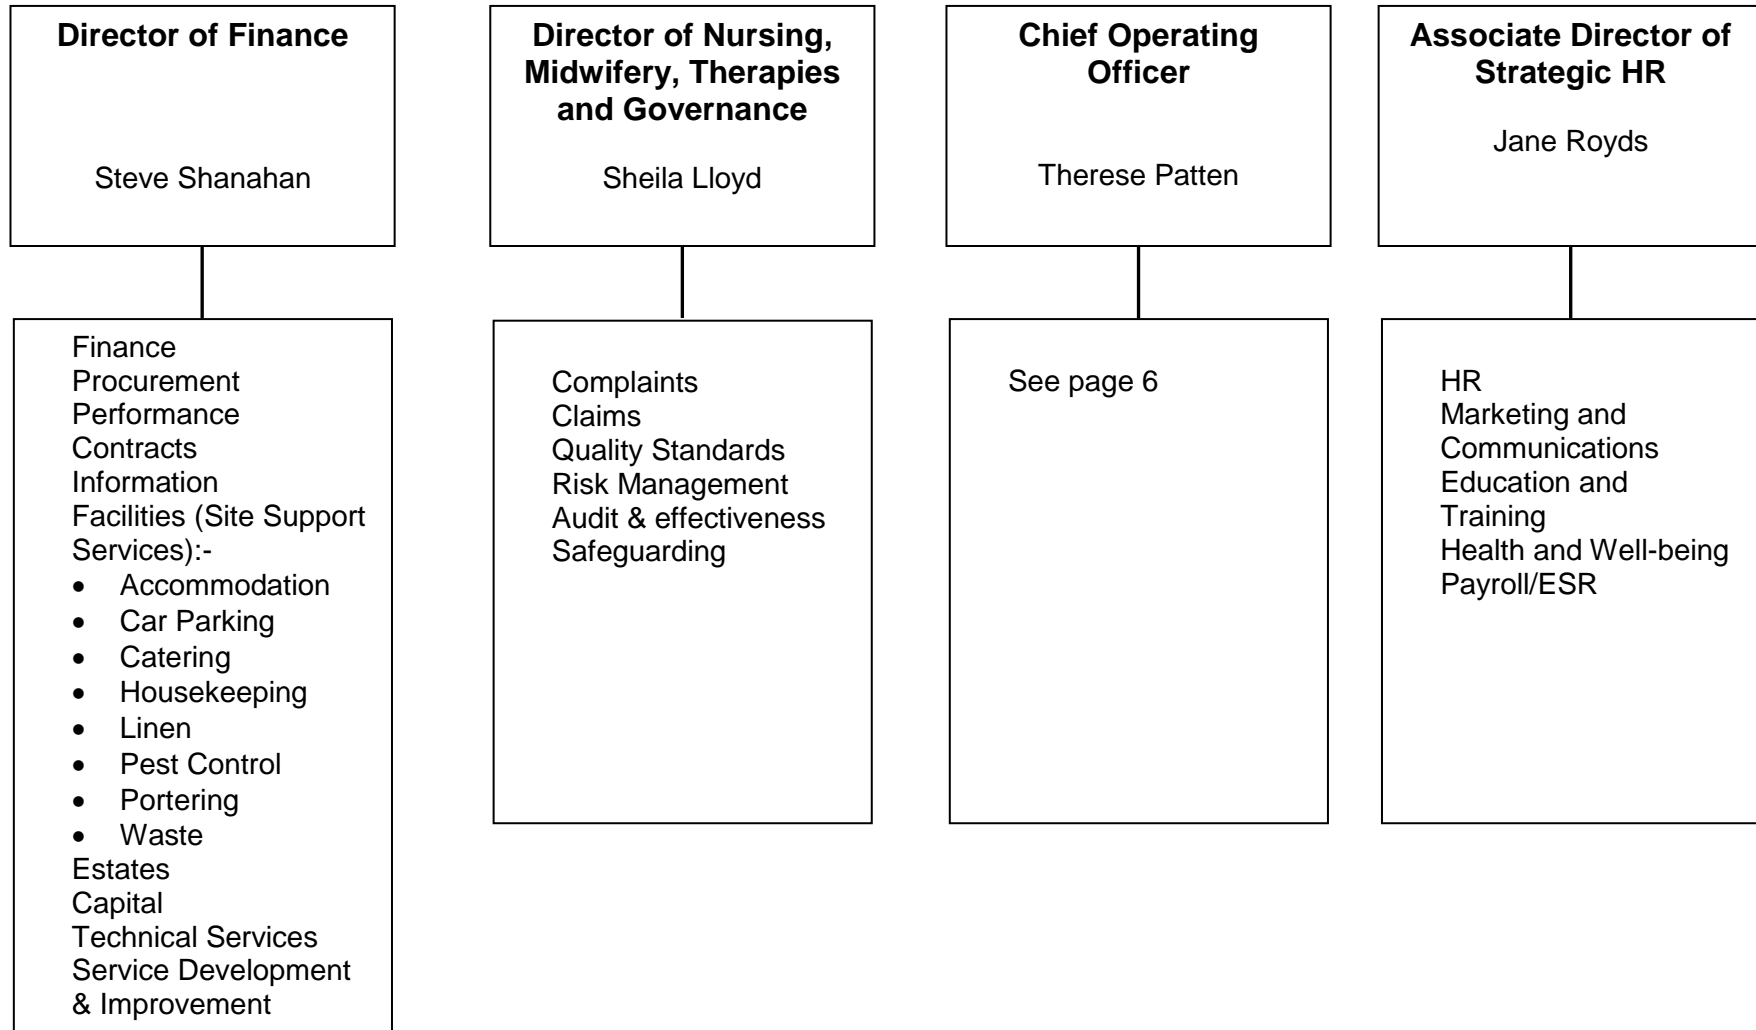 Director of Finance
Steve Shanahan
Director of Nursing,
Midwifery, Therapies
and Governance
Sheila Lloyd
Chief Operating
Officer
Therese Patten
Associate Director of
Strategic HR
Jane Royds
Finance
Procurement
Performance
Contracts
Information
Facilities (Site Support
Services):-
• Accommodation
• Car Parking
• Catering
• Housekeeping
• Linen
• Pest Control
• Portering
• Waste
Estates
Capital
Technical Services
Service Development
& Improvement
Complaints
Claims
Quality Standards
Risk Management
Audit & effectiveness
Safeguarding
See page 6
HR
Marketing and
Communications
Education and
Training
Health and Well-being
Payroll/ESR